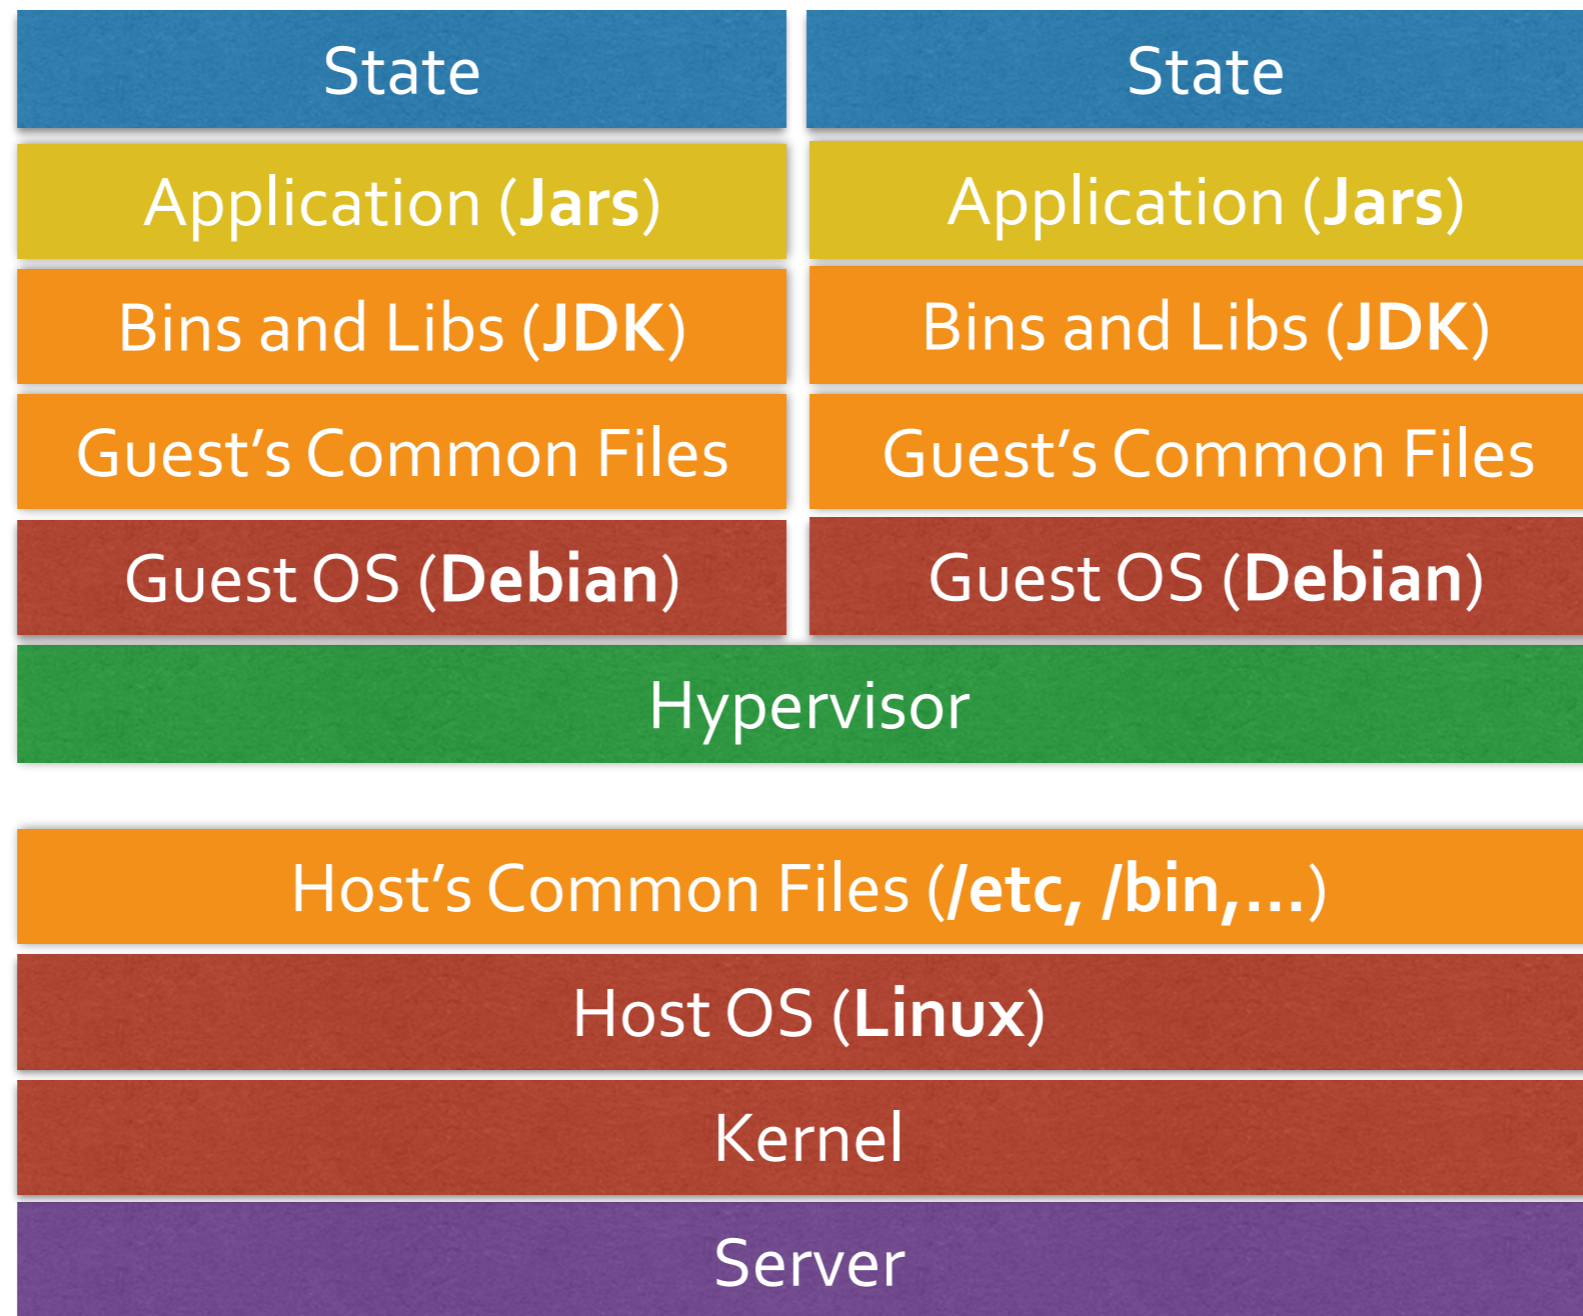 State
State
Application (Jars)
Application (Jars)
Bins and Libs (JDK)
Bins and Libs (JDK)
Guest’s Common Files
Guest’s Common Files
Guest OS (Debian)
Guest OS (Debian)
Hypervisor
Host’s Common Files (/etc, /bin,...)
Host OS (Linux)
Kernel
Server